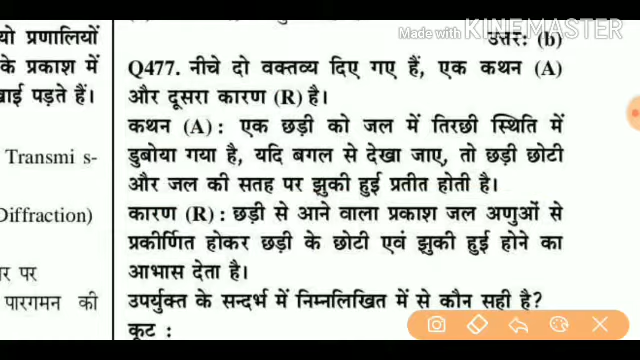 यो प्रणालियों
के प्रकाश में
खाई पड़ते हैं।
Transmi s-
Diffraction)
र पर
पारगमन की
Made with KINEMASTER
उत्तर: (b)
Q477. नीचे दो वक्तव्य दिए गए हैं, एक कथन (A)
और दूसरा कारण (R) है।
कथन (A) : एक छड़ी को जल में तिरछी स्थिति में
डुबोया गया है, यदि बगल से देखा जाए, तो छड़ी छोटी
और जल की सतह पर झुकी हुई प्रतीत होती है।
कारण (R) : छड़ी से आने वाला प्रकाश जल अणुओं से
प्रकीर्णित होकर छड़ी के छोटी एवं झुकी हुई होने का
आभास देता है।
उपर्युक्त के सन्दर्भ में निम्नलिखित में से कौन सही है?
कूट :